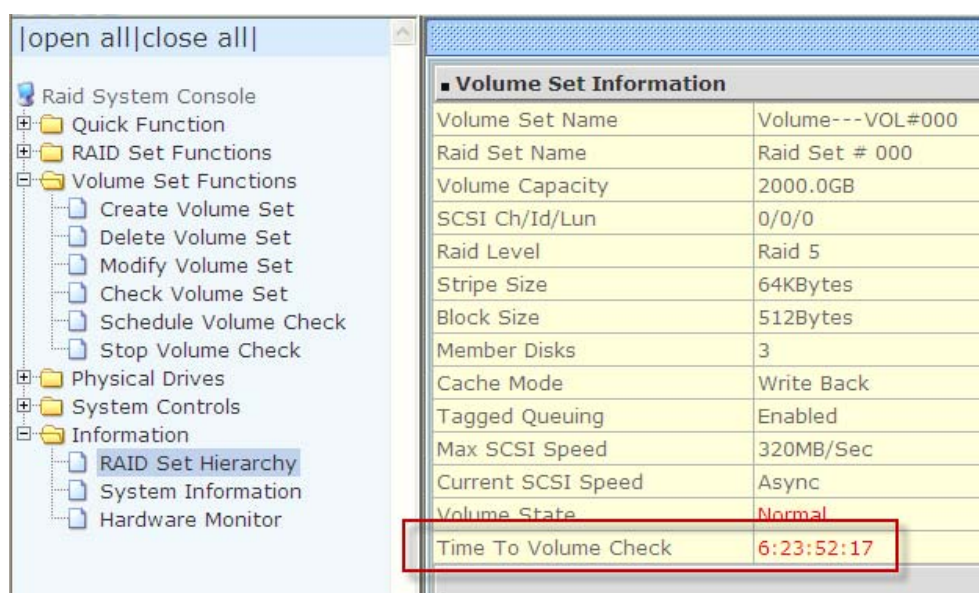 |open all|close all|
Raid System Console
Quick Function
RAID Set Functions
Volume Set Functions
Create Volume Set
Delete Volume Set
Modify Volume Set
Check Volume Set
Schedule Volume Check
Stop Volume Check
Physical Drives
System Controls
Information
RAID Set Hierarchy
System Information
Hardware Monitor
Volume Set Information
Volume Set Name Volume---VOL#000
Raid Set Name Raid Set # 000
Volume Capacity 2000.0GB
SCSI Ch/Id/Lun 0/0/0
Raid Level Raid 5
Stripe Size 64KBytes
Block Size 512Bytes
Member Disks 3
Cache Mode Write Back
Tagged Queuing Enabled
Max SCSI Speed 320MB/Sec
Current SCSI Speed Async
Volume State Normal
Time To Volume Check 6:23:52:17